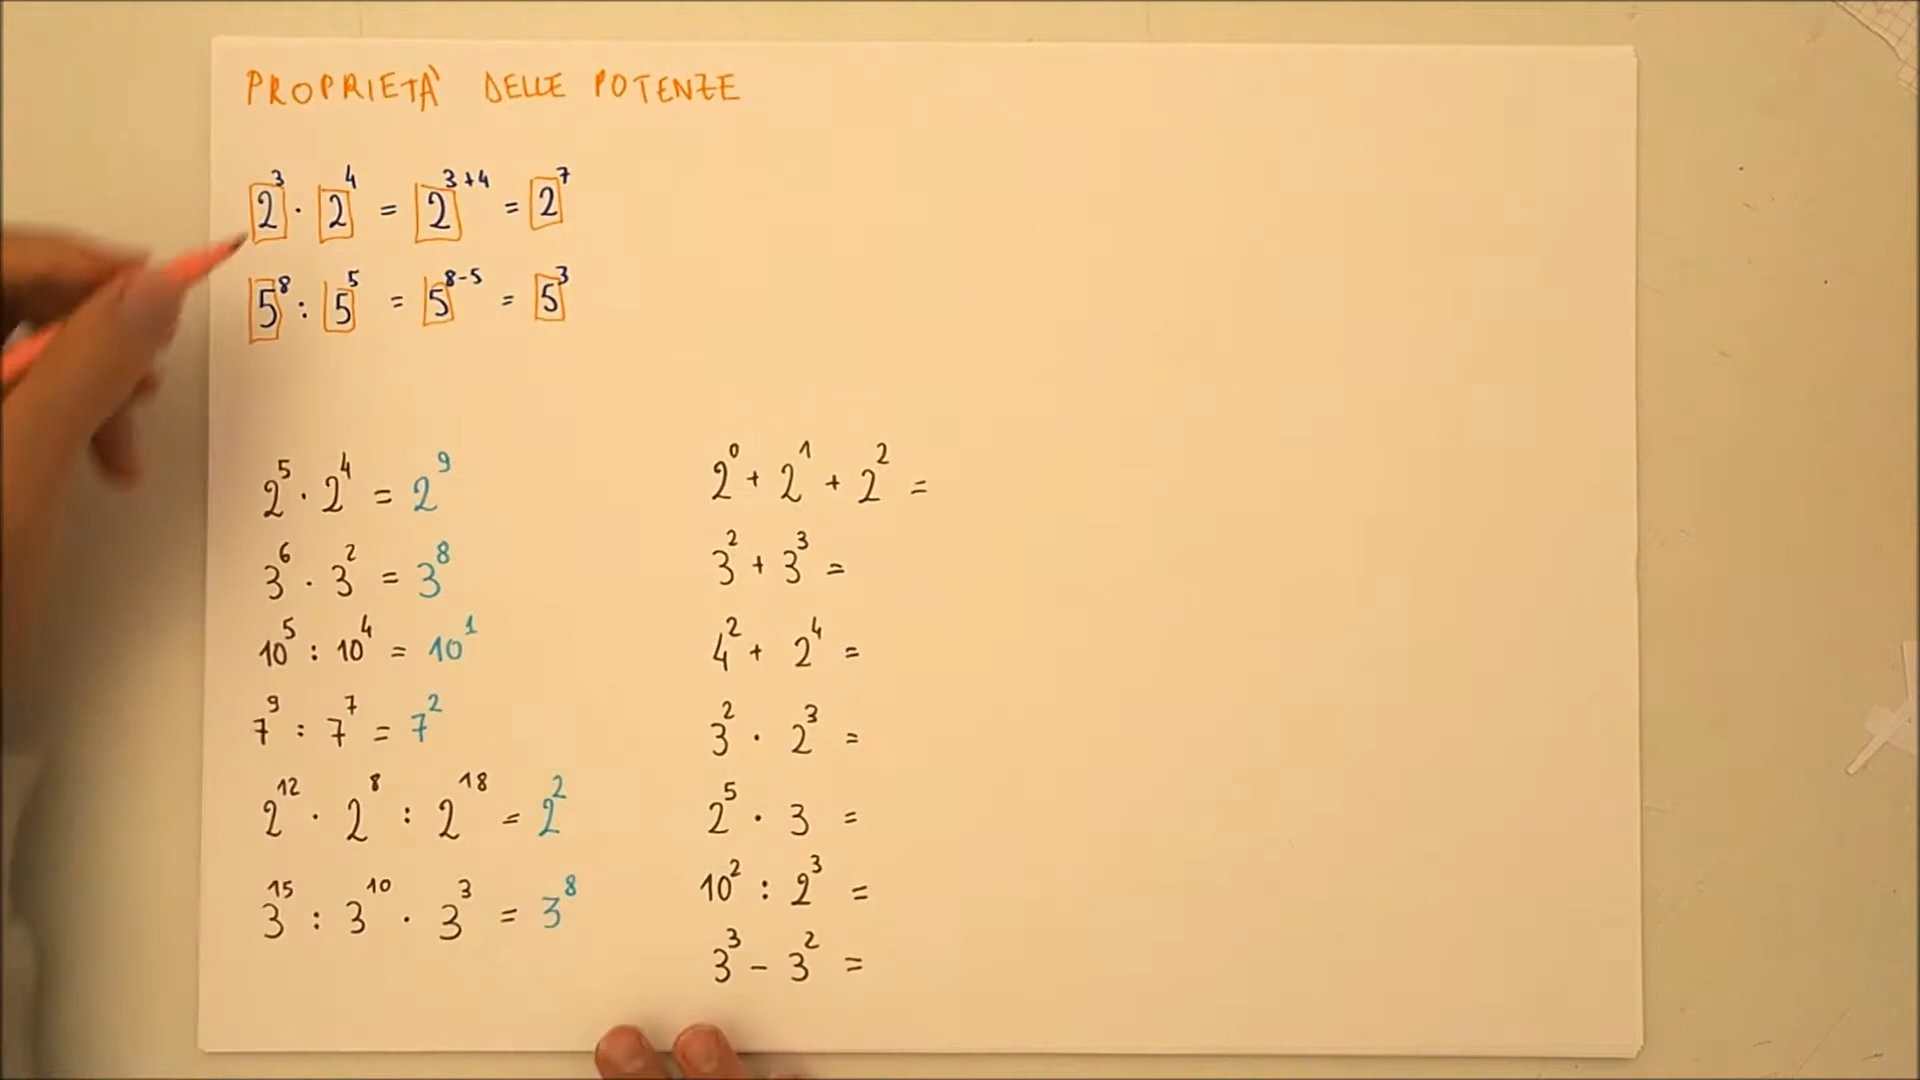 PROPRIETÀ DELLE POTENZE
2³ · 2⁴ = 2³⁺⁴ = 2⁷
5⁸ : 5⁵ = 5⁸⁻⁵ = 5³
2⁵ · 2⁴ = 2⁹
3⁶ · 3² = 3⁸
10⁵ : 10⁴ = 10¹
7⁹ : 7⁷ = 7²
2¹² · 2⁸ : 2¹⁸ = 2²
3¹⁵ : 3¹⁰ · 3³ = 3⁸
2⁰ + 2¹ + 2² =
3² + 3³ =
4² + 2⁴ =
3² · 2³ =
2⁵ · 3 =
10² : 2³ =
3³ - 3² =